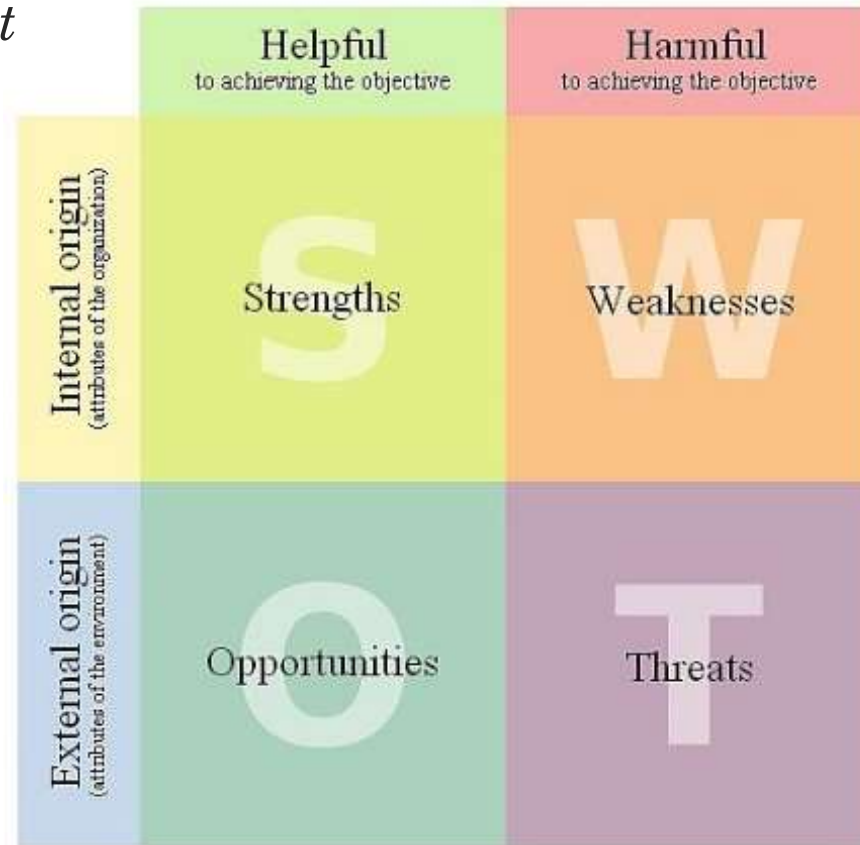 t
Helpful
to achieving the objective
Harmful
to achieving the objective
Internal origin
(attributes of the organization)
S
Strengths
W
Weaknesses
External origin
(attributes of the environment)
O
Opportunities
T
Threats